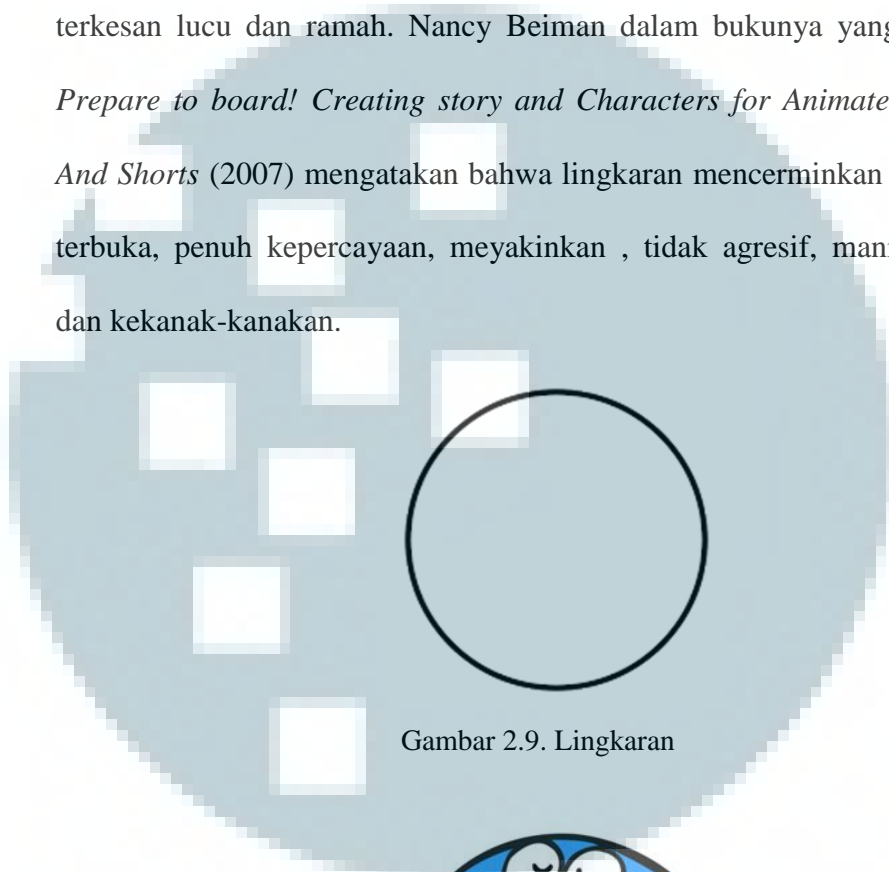 terkesan lucu dan ramah. Nancy Beiman dalam bukunya yang
Prepare to board! Creating story and Characters for Animate
And Shorts (2007) mengatakan bahwa lingkaran mencerminkan
terbuka, penuh kepercayaan, meyakinkan , tidak agresif,
dan kekanak-kanakan.
Gambar 2.9. Lingkaran